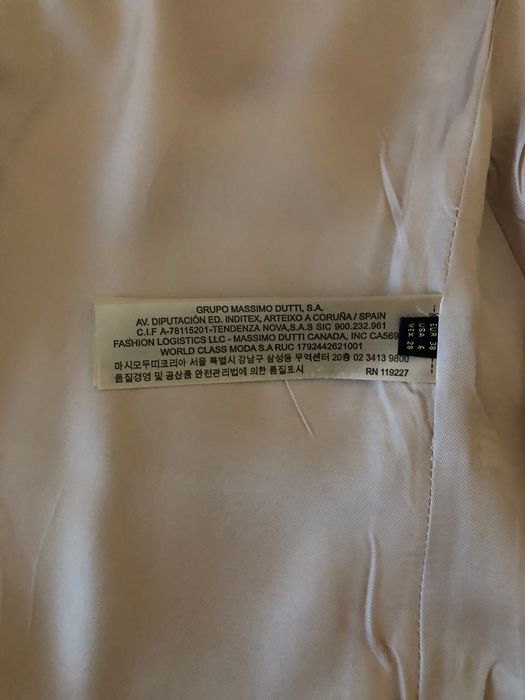 GRUPO MASSIMO DUTTI, S.A.
AV. DIPUTACIÓN ED. INDITEX, ARTEIXO A CORUÑA / SPAIN
C.I.F A-78115201-TENDENZA NOVA,S.A.S SIC 900.232.961
FASHION LOGISTICS LLC - MASSIMO DUTTI CANADA, INC CA569
WORLD CLASS MODA S.A RUC 1792442621001
마시모두띠코리아 서울 특별시 강남구 삼성동 무역센터 20층 02 3413 9800
품질경영 및 공산품 안전관리법에 의한 품질표시
RN 119227
EUR 38
USA 6
MEX 28